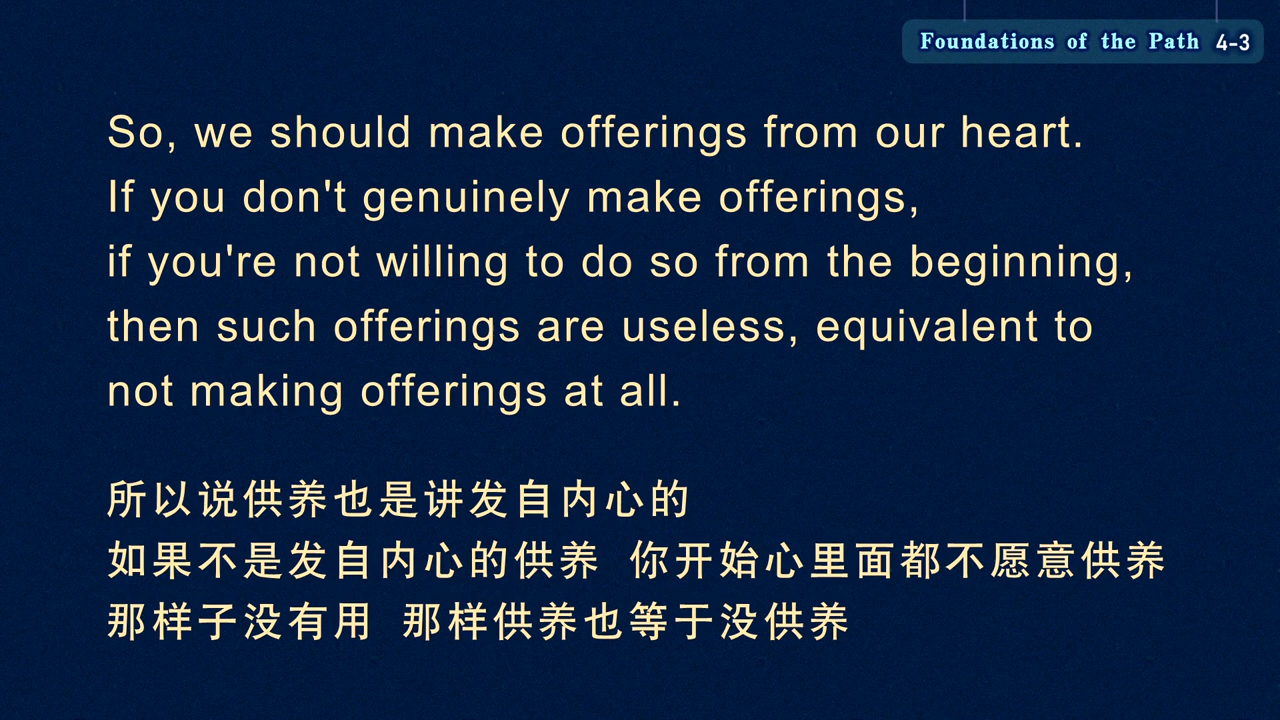 Foundations of the Path 4-3
So, we should make offerings from our heart.
If you don't genuinely make offerings,
if you're not willing to do so from the beginning,
then such offerings are useless, equivalent to
not making offerings at all.
所以说供养也是讲发自内心的
如果不是发自内心的供养 你开始心里面都不愿意供养
那样子没有用 那样供养也等于没供养